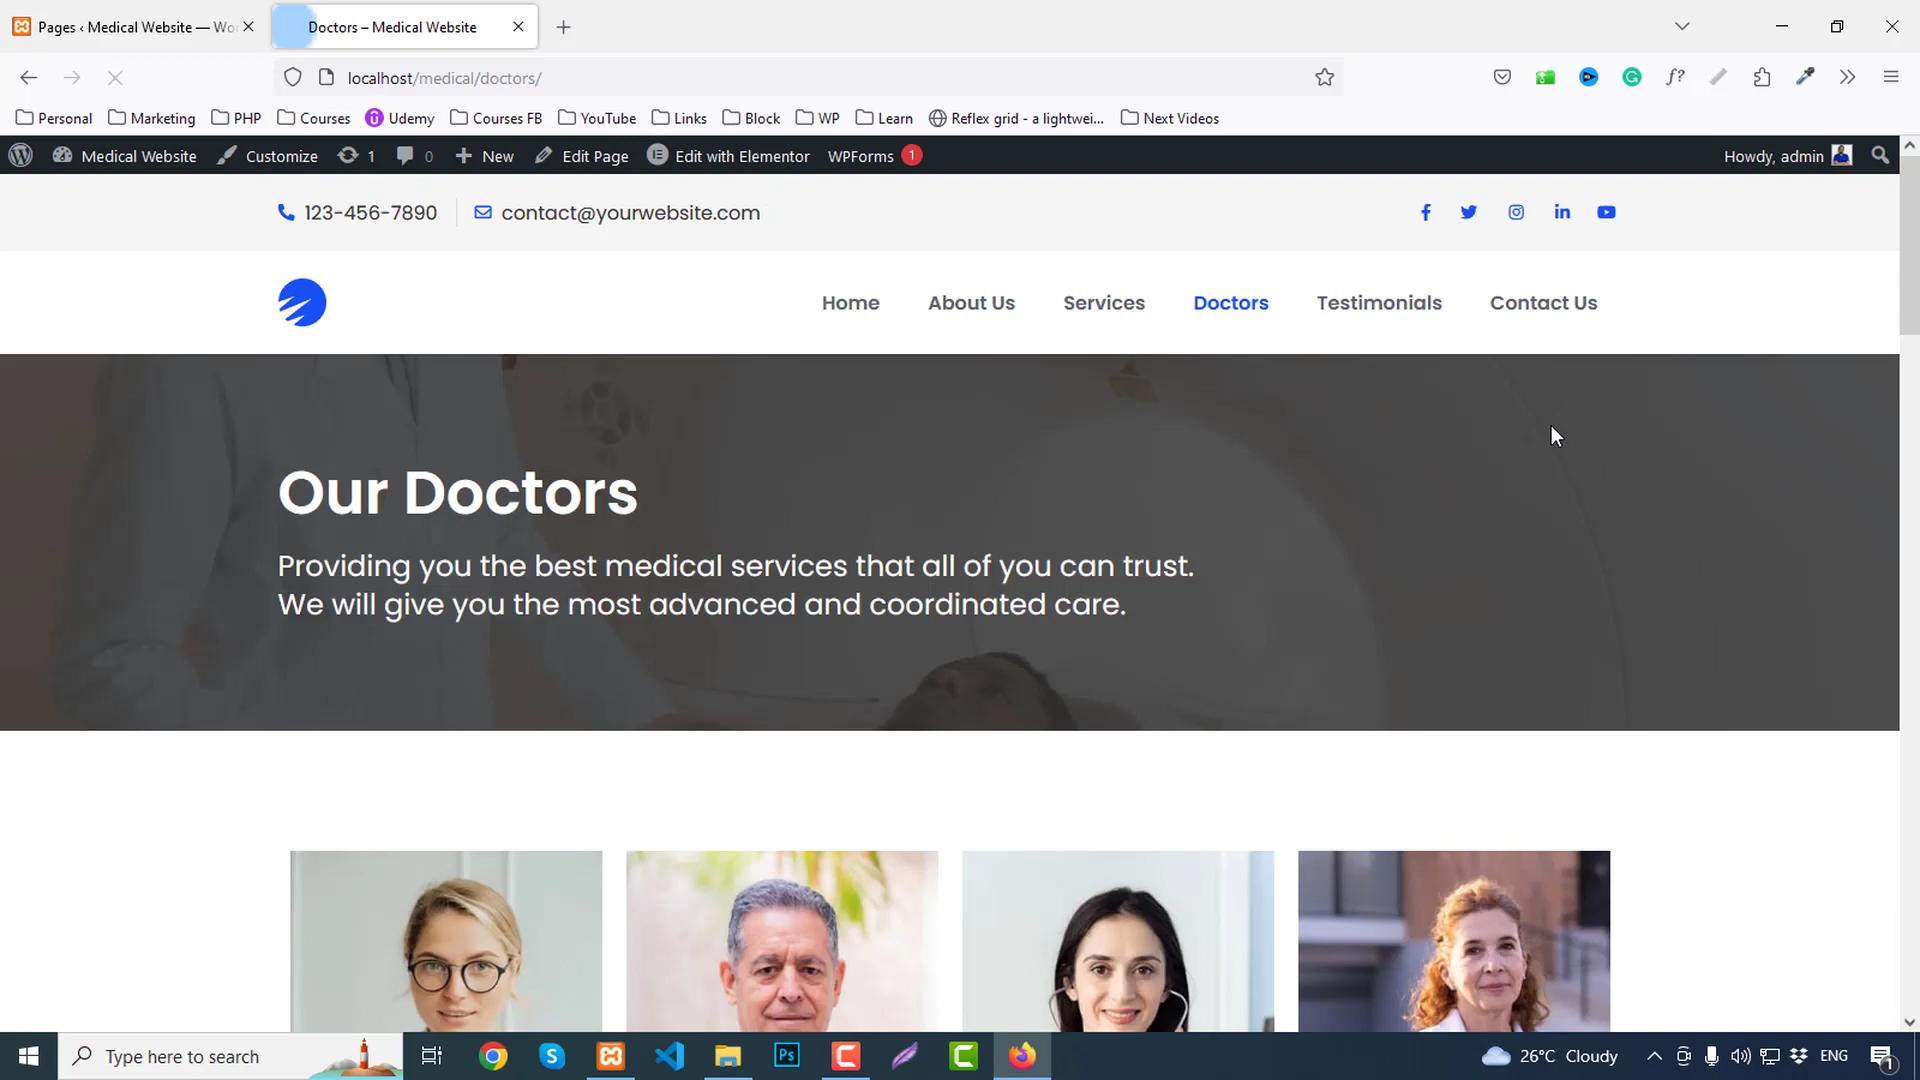 Pages ‹ Medical Website — Wo
Doctors – Medical Website
localhost/medical/doctors/
Personal
Marketing
PHP
Courses
Udemy
Courses FB
YouTube
Links
Block
WP
Learn
Reflex grid - a lightwei...
Next Videos
Medical Website
Customize
1
0
New
Edit Page
Edit with Elementor
WPForms 1
Howdy, admin
123-456-7890
contact@yourwebsite.com
Home
About Us
Services
Doctors
Testimonials
Contact Us
Our Doctors
Providing you the best medical services that all of you can trust.
We will give you the most advanced and coordinated care.
Type here to search
26°C Cloudy
ENG
1